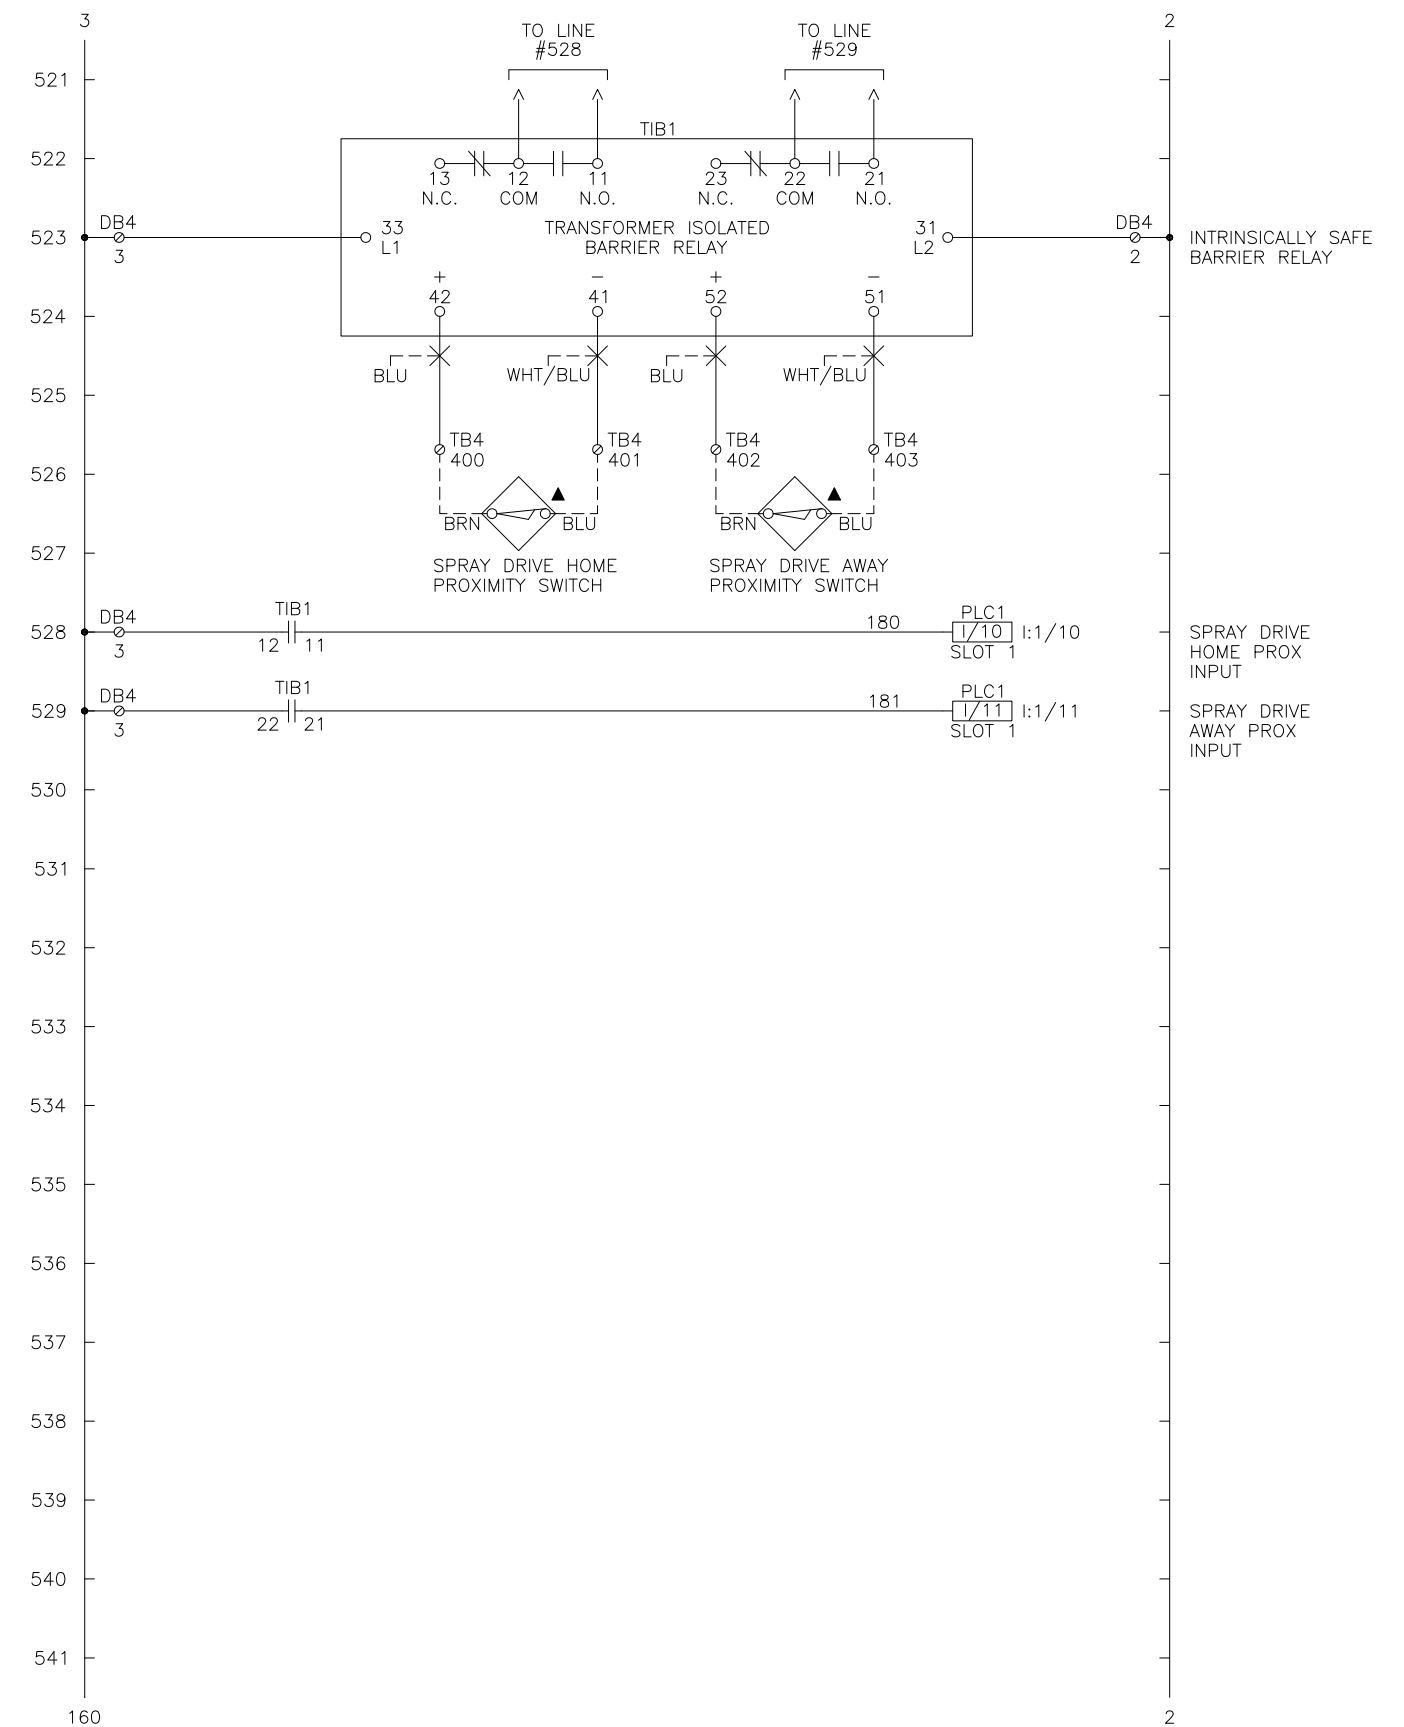 3
2
TO LINE
#528
TO LINE
#529
521
TIB1
522
13
N.C.
12
COM
11
N.O.
23
N.C.
22
COM
21
N.O.
523
DB4
3
33
L1
TRANSFORMER ISOLATED
BARRIER RELAY
31
L2
DB4
2
INTRINSICALLY SAFE
BARRIER RELAY
524
+
42
−
41
+
52
−
51
BLU
WHT/BLU
BLU
WHT/BLU
525
TB4
400
TB4
401
TB4
402
TB4
403
526
BRN
BLU
BRN
BLU
527
SPRAY DRIVE HOME
PROXIMITY SWITCH
SPRAY DRIVE AWAY
PROXIMITY SWITCH
528
DB4
3
TIB1
12
11
180
PLC1
I/10
SLOT 1
I:1/10
SPRAY DRIVE
HOME PROX
INPUT
529
DB4
3
TIB1
22
21
181
PLC1
I/11
SLOT 1
I:1/11
SPRAY DRIVE
AWAY PROX
INPUT
530
531
532
533
534
535
536
537
538
539
540
541
160
2